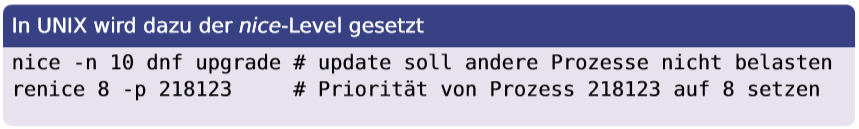 In UNIX wird dazu der nice-Level gesetzt
nice -n 10 dnf upgrade # update soll andere Prozesse nicht belasten
renice 8 -p 218123     # Priorität von Prozess 218123 auf 8 setzen